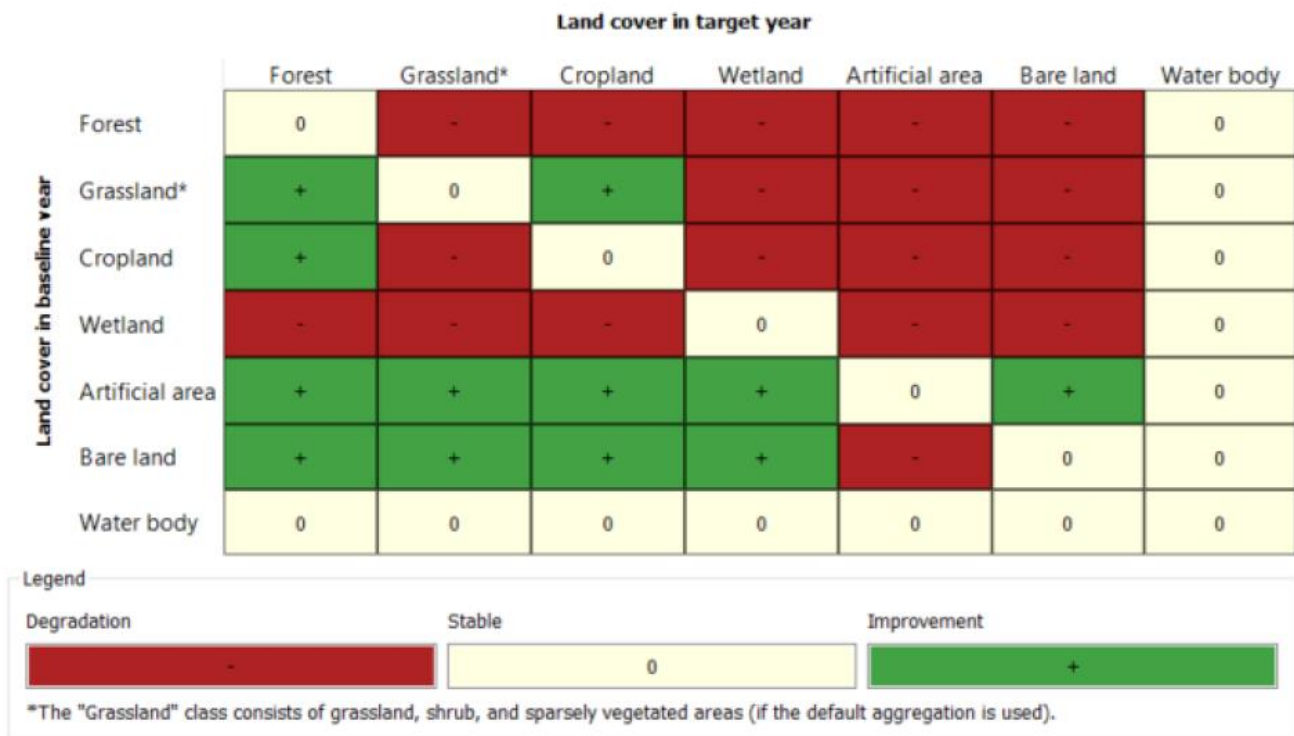 Land cover in target year
Forest Grassland* Cropland Wetland Artificial area Bare land Water body
Land cover in baseline year
Forest 0 - - - - - 0
Grassland* + 0 + - - - 0
Cropland + - 0 - - - 0
Wetland - - - 0 - - 0
Artificial area + + + + 0 + 0
Bare land + + + + - 0 0
Water body 0 0 0 0 0 0 0
Legend
Degradation Stable Improvement
- 0 +
*The "Grassland" class consists of grassland, shrub, and sparsely vegetated areas (if the default aggregation is used).